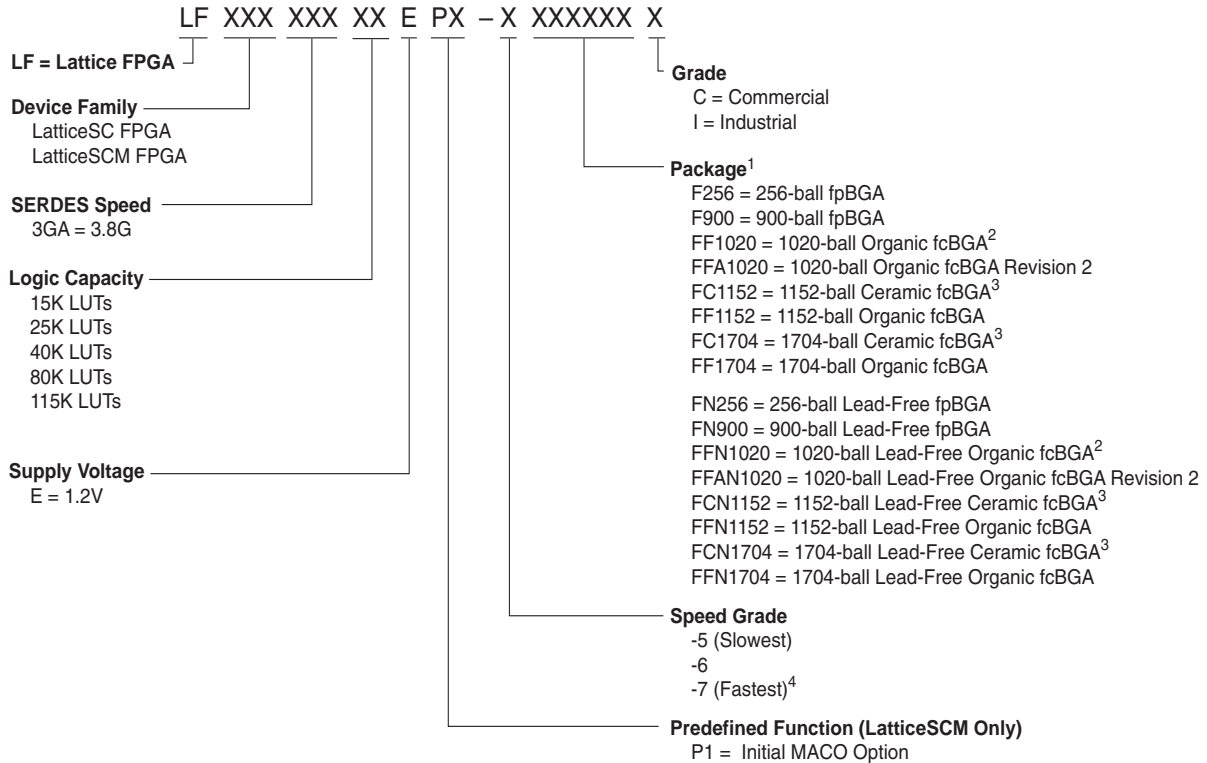 LF XXX XXX XX E PX – X XXXXXX X
LF = Lattice FPGA
Device Family
LatticeSC FPGA
LatticeSCM FPGA
SERDES Speed
3GA = 3.8G
Logic Capacity
15K LUTs
25K LUTs
40K LUTs
80K LUTs
115K LUTs
Supply Voltage
E = 1.2V
Grade
C = Commercial
I = Industrial
Package1
F256 = 256-ball fpBGA
F900 = 900-ball fpBGA
FF1020 = 1020-ball Organic fcBGA2
FFA1020 = 1020-ball Organic fcBGA Revision 2
FC1152 = 1152-ball Ceramic fcBGA3
FF1152 = 1152-ball Organic fcBGA
FC1704 = 1704-ball Ceramic fcBGA3
FF1704 = 1704-ball Organic fcBGA
FN256 = 256-ball Lead-Free fpBGA
FN900 = 900-ball Lead-Free fpBGA
FFN1020 = 1020-ball Lead-Free Organic fcBGA2
FFAN1020 = 1020-ball Lead-Free Organic fcBGA Revision 2
FCN1152 = 1152-ball Lead-Free Ceramic fcBGA3
FFN1152 = 1152-ball Lead-Free Organic fcBGA
FCN1704 = 1704-ball Lead-Free Ceramic fcBGA3
FFN1704 = 1704-ball Lead-Free Organic fcBGA
Speed Grade
-5 (Slowest)
-6
-7 (Fastest)4
Predefined Function (LatticeSCM Only)
P1 = Initial MACO Option